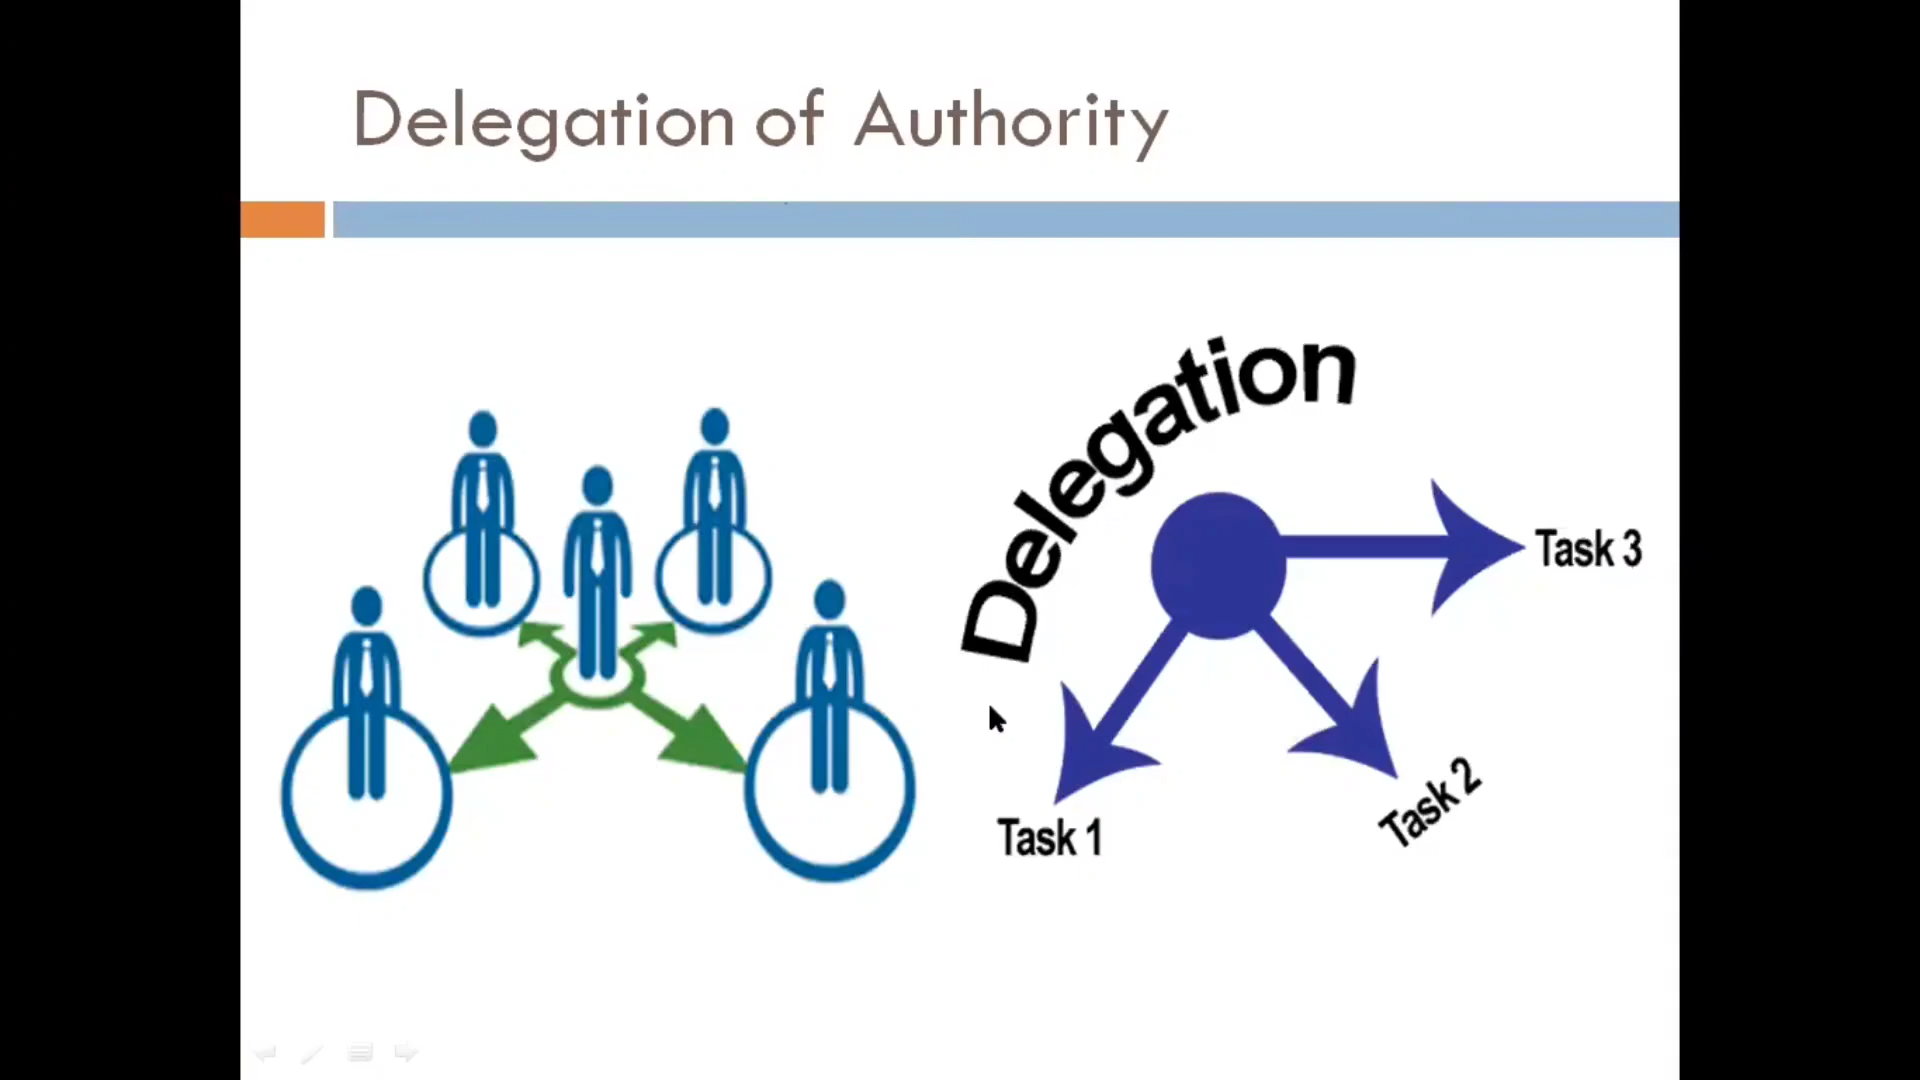 Delegation of Authority
Delegation
Task 3
Task 2
Task 1